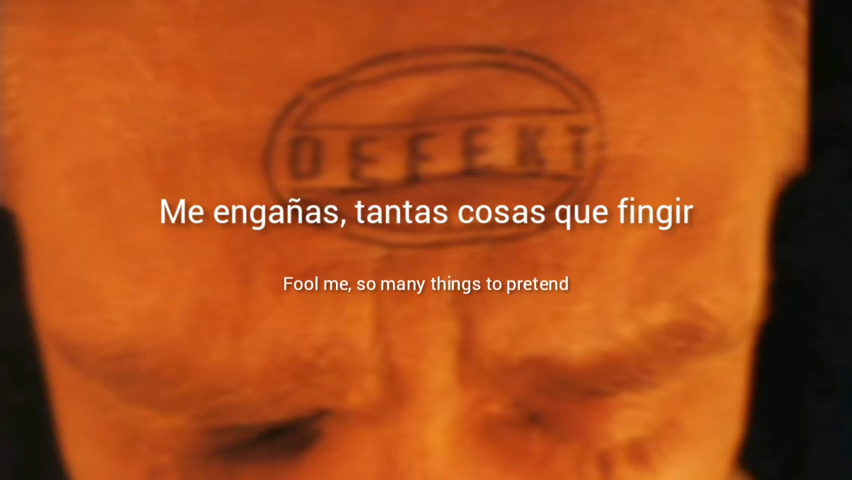 DEFEKT
Me engañas, tantas cosas que fingir
Fool me, so many things to pretend